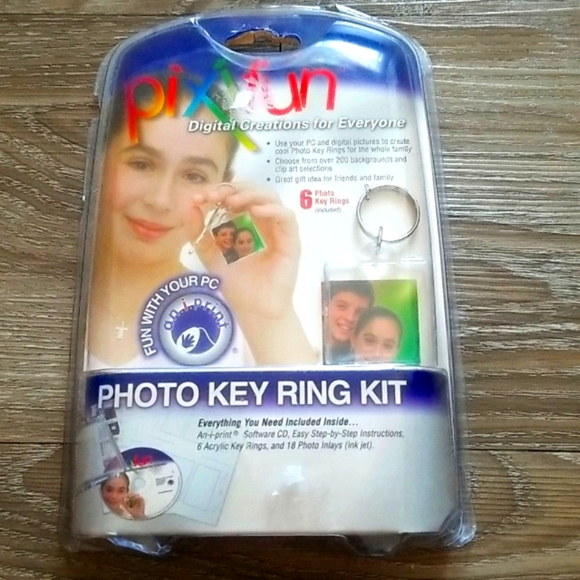 pixifun
Digital Creations for Everyone
• Use your PC and digital pictures to create
cool Photo Key Rings for the whole family
• Choose from over 200 backgrounds and
clip art selections
• Great gift idea for friends and family
6 Photo
Key Rings
(included)
FUN WITH YOUR PC
an-i-print
®
PHOTO KEY RING KIT
Everything You Need Included Inside...
An-i-print® Software CD, Easy Step-by-Step Instructions,
6 Acrylic Key Rings, and 18 Photo Inlays (ink jet).